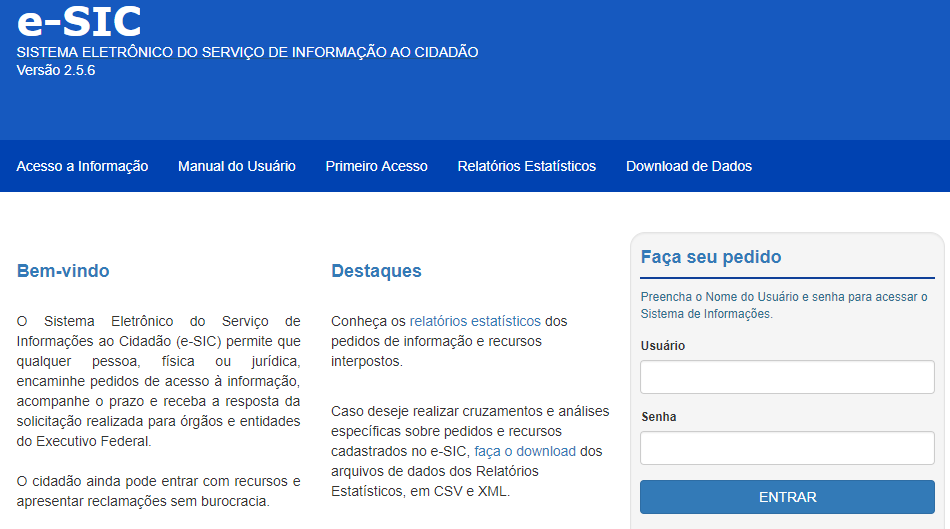 e-SIC
SISTEMA ELETRÔNICO DO SERVIÇO DE INFORMAÇÃO AO CIDADÃO
Versão 2.5.6
Acesso a Informação Manual do Usuário Primeiro Acesso Relatórios Estatísticos Download de Dados
Bem-vindo
O Sistema Eletrônico do Serviço de
Informações ao Cidadão (e-SIC) permite que
qualquer pessoa, física ou jurídica,
encaminhe pedidos de acesso à informação,
acompanhe o prazo e receba a resposta da
solicitação realizada para órgãos e entidades
do Executivo Federal.
O cidadão ainda pode entrar com recursos e
apresentar reclamações sem burocracia.
Destaques
Conheça os relatórios estatísticos dos
pedidos de informação e recursos
interpostos.
Caso deseje realizar cruzamentos e análises
específicas sobre pedidos e recursos
cadastrados no e-SIC, faça o download dos
arquivos de dados dos Relatórios
Estatísticos, em CSV e XML.
Faça seu pedido
Preencha o Nome do Usuário e senha para acessar o
Sistema de Informações.
Usuário
Senha
ENTRAR